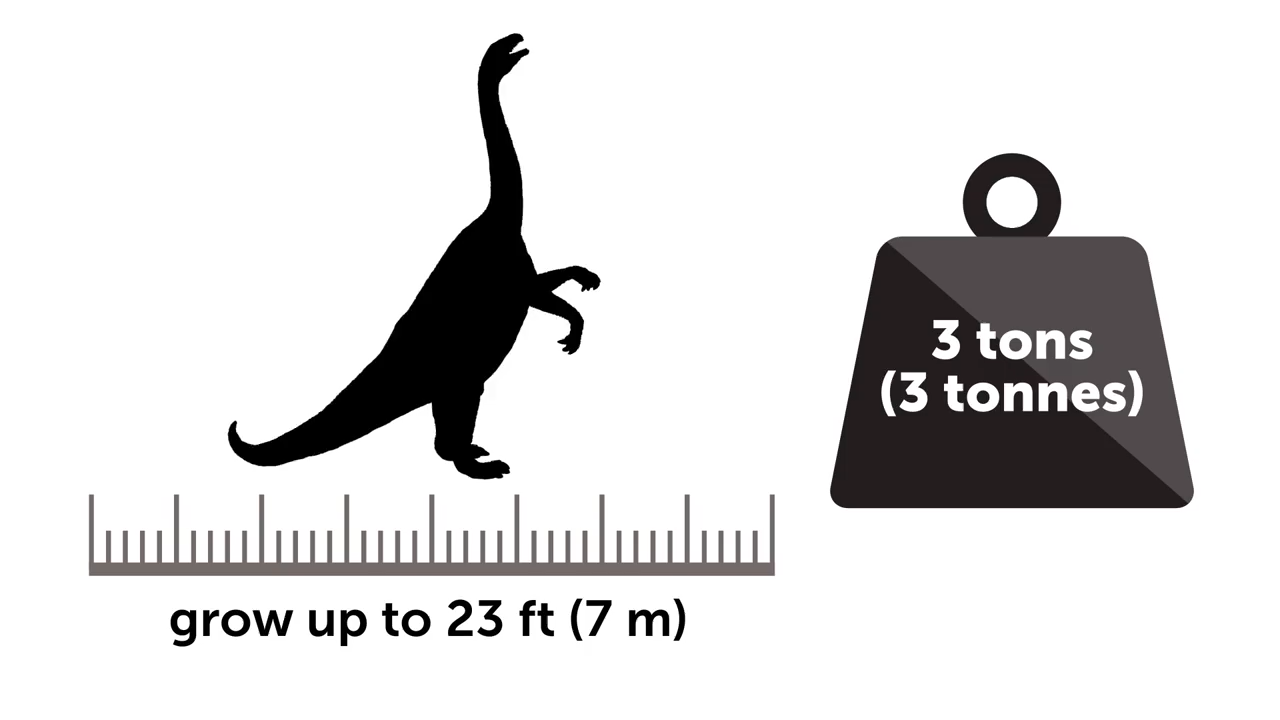 3 tons
(3 tonnes)
grow up to 23 ft (7 m)